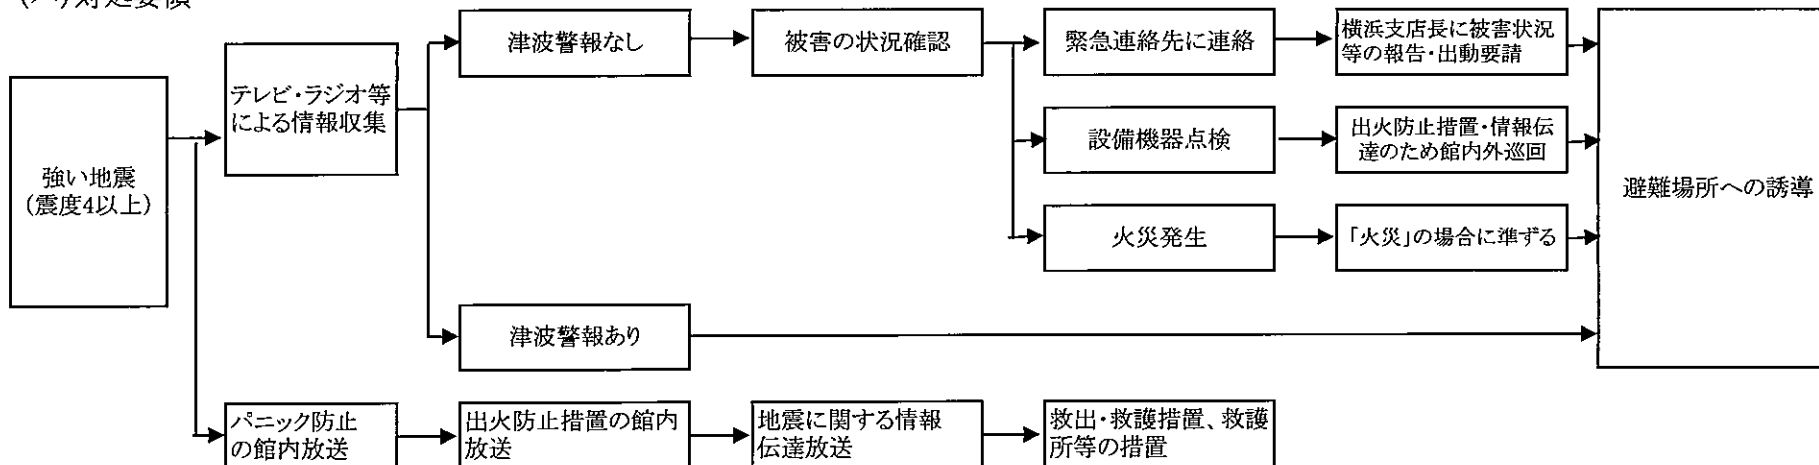 対処要領
津波警報なし
被害の状況確認
緊急連絡先に連絡
横浜支店長に被害状況
等の報告・出動要請
強い地震
(震度4以上)
テレビ・ラジオ等
による情報収集
設備機器点検
出火防止措置・情報伝
達のため館内外巡回
避難場所への誘導
火災発生
「火災」の場合に準ずる
津波警報あり
パニック防止
の館内放送
出火防止措置の館内
放送
地震に関する情報
伝達放送
救出・救護措置、救護
所等の措置